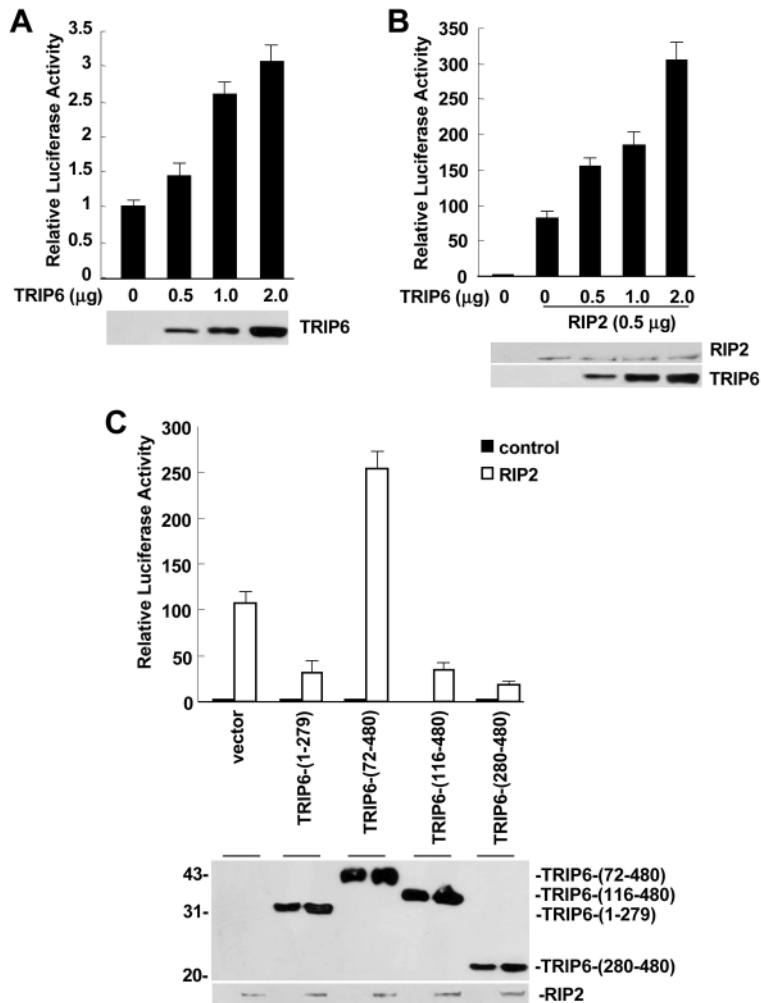 A
Relative Luciferase Activity
3.5
3
2.5
2
1.5
1
0.5
0
TRIP6 (μg) 0 0.5 1.0 2.0
TRIP6
B
Relative Luciferase Activity
350
300
250
200
150
100
50
0
TRIP6 (μg) 0 0 0.5 1.0 2.0
RIP2 (0.5 μg)
RIP2
TRIP6
C
Relative Luciferase Activity
300
250
200
150
100
50
0
control
RIP2
vector
TRIP6-(1-279)
TRIP6-(72-480)
TRIP6-(116-480)
TRIP6-(280-480)
43-
31-
20-
-TRIP6-(72-480)
-TRIP6-(116-480)
-TRIP6-(1-279)
-TRIP6-(280-480)
-RIP2